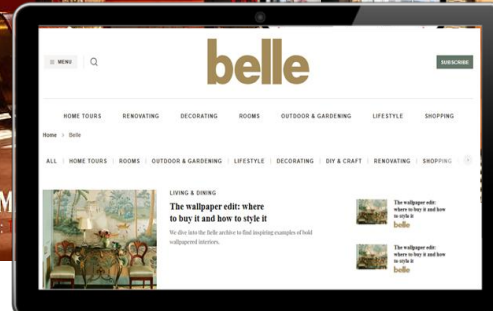 belle
MENU
SUBSCRIBE
HOME TOURS RENOVATING DECORATING ROOMS OUTDOOR & GARDENING LIFESTYLE SHOPPING
Home > Belle
ALL HOME TOURS ROOMS OUTDOOR & GARDENING LIFESTYLE DECORATING DIY & CRAFT RENOVATING SHOPPING
LIVING & DINING
The wallpaper edit: where
to buy it and how to style it
We dive into the Belle archive to find inspiring examples of bold
wallpapered interiors.
The wallpaper edit:
where to buy it and how
to style it
belle
The wallpaper edit:
where to buy it and how
to style it
belle